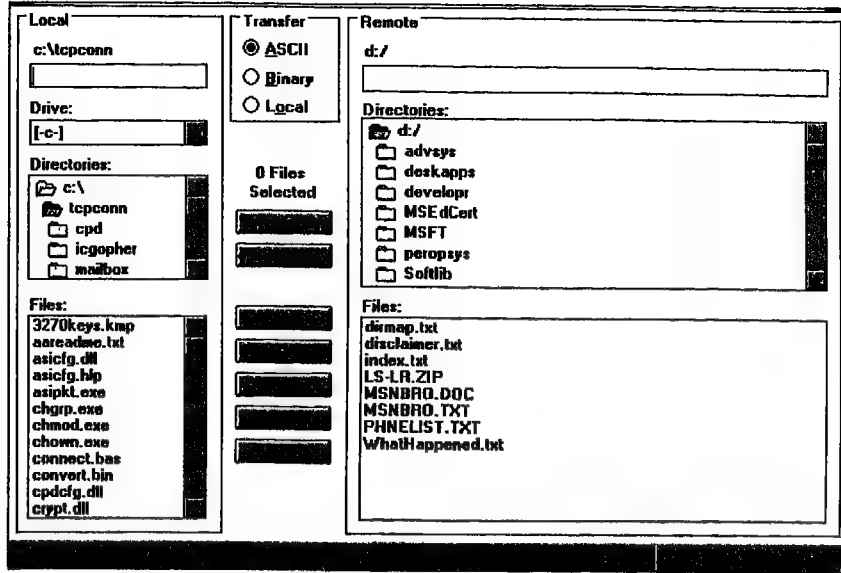 Local
c:\tcpconn
Drive:
[-c-]
Directories:
c:\
tcpconn
cpd
icgopher
mailbox
Files:
3270keys.kmp
aareadme.txt
asicfg.dll
asicfg.hlp
asipkt.exe
chgrp.exe
chmod.exe
chown.exe
connect.bas
convert.bin
cpdcfg.dll
crypt.dll
Transfer
ASCII
Binary
Local
0 Files
Selected
Remote
d:/
Directories:
d:/
advsys
deskapps
developr
MSEdCert
MSFT
peropsys
Softlib
Files:
dirmap.txt
disclaimer.txt
index.txt
LS-LR.ZIP
MSNBRO.DOC
MSNBRO.TXT
PHNELIST.TXT
WhatHappened.txt